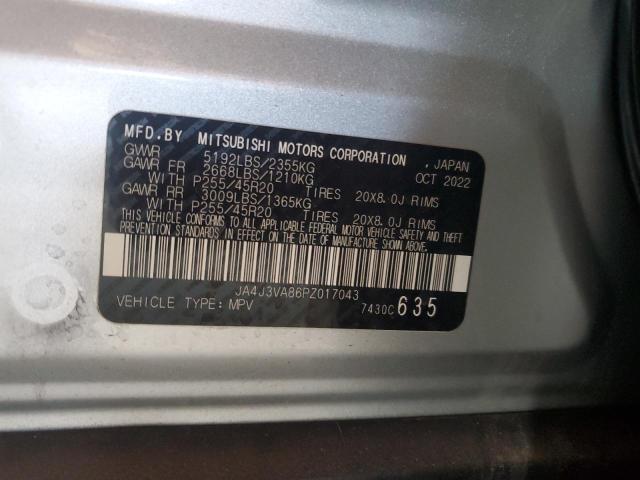 MFD.BY MITSUBISHI MOTORS CORPORATION . JAPAN
GVWR 5192LBS/2355KG OCT 2022
GAWR FR 2668LBS/1210KG
WITH P255/45R20 TIRES 20X8.0J RIMS
GAWR RR 3009LBS/1365KG
WITH P255/45R20 TIRES 20X8.0J RIMS
THIS VEHICLE CONFORMS TO ALL APPLICABLE FEDERAL MOTOR VEHICLE SAFETY AND THEFT
PREVENTION STANDARDS IN EFFECT ON THE DATE OF MANUFACTURE SHOWN ABOVE.
JA4J3VA86PZ017043
VEHICLE TYPE: MPV 7430C 635